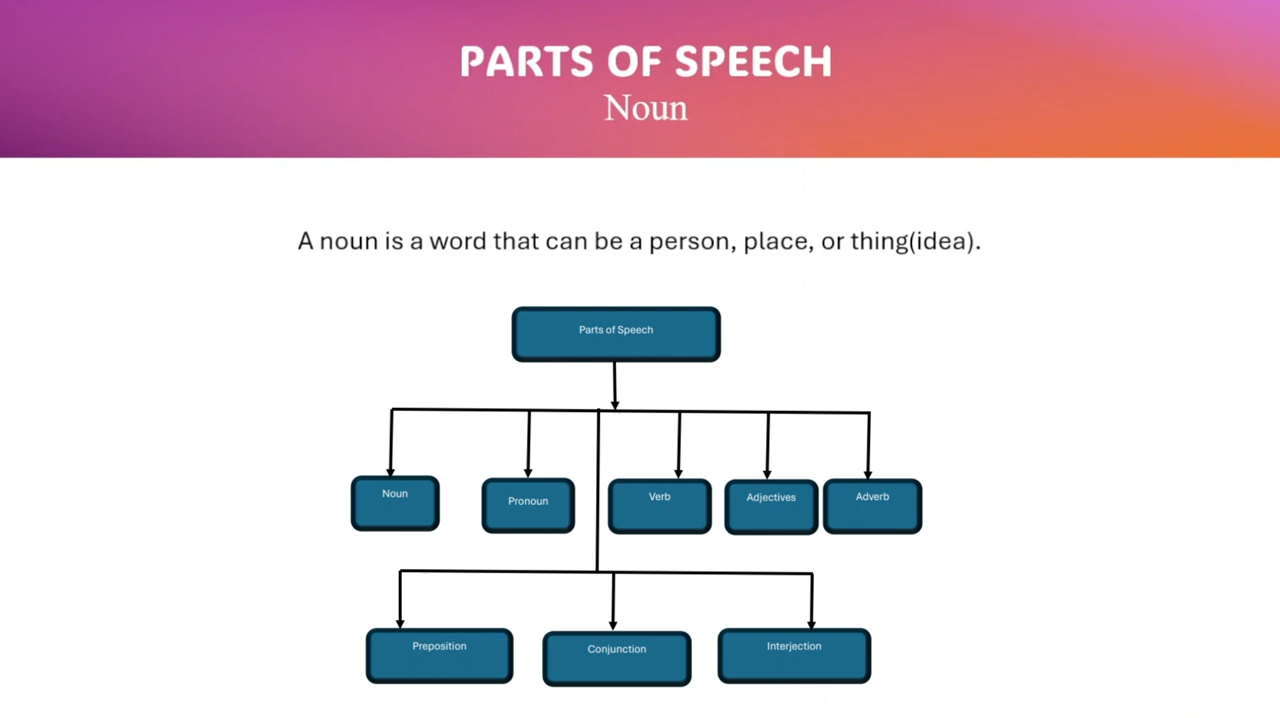 PARTS OF SPEECH
Noun
A noun is a word that can be a person, place, or thing(idea).
Parts of Speech
Noun
Pronoun
Verb
Adjectives
Adverb
Preposition
Conjunction
Interjection